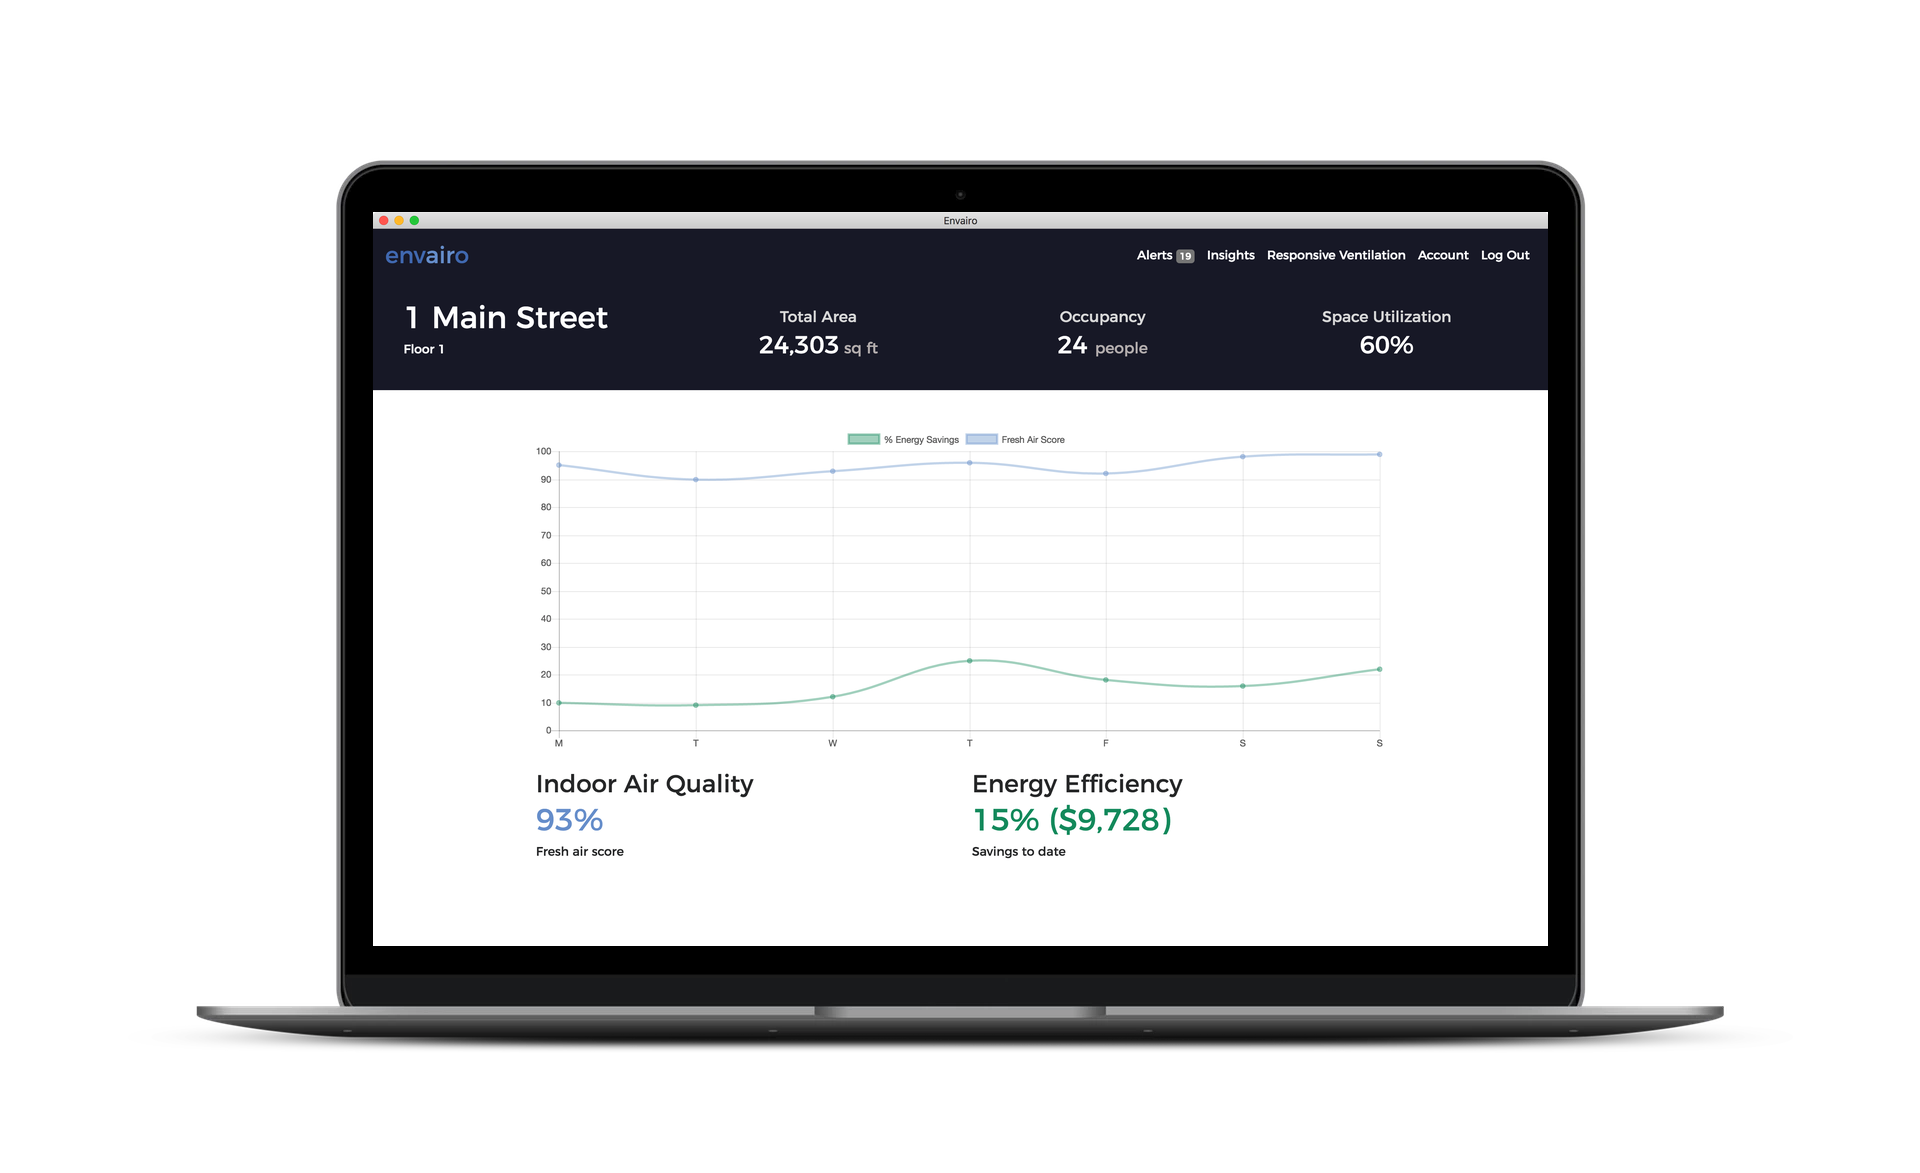 Envairo
envairo
Alerts 19 Insights Responsive Ventilation Account Log Out
1 Main Street
Floor 1
Total Area
24,303 sq ft
Occupancy
24 people
Space Utilization
60%
% Energy Savings Fresh Air Score
100
90
80
70
60
50
40
30
20
10
0
M T W T F S S
Indoor Air Quality
93%
Fresh air score
Energy Efficiency
15% ($9,728)
Savings to date